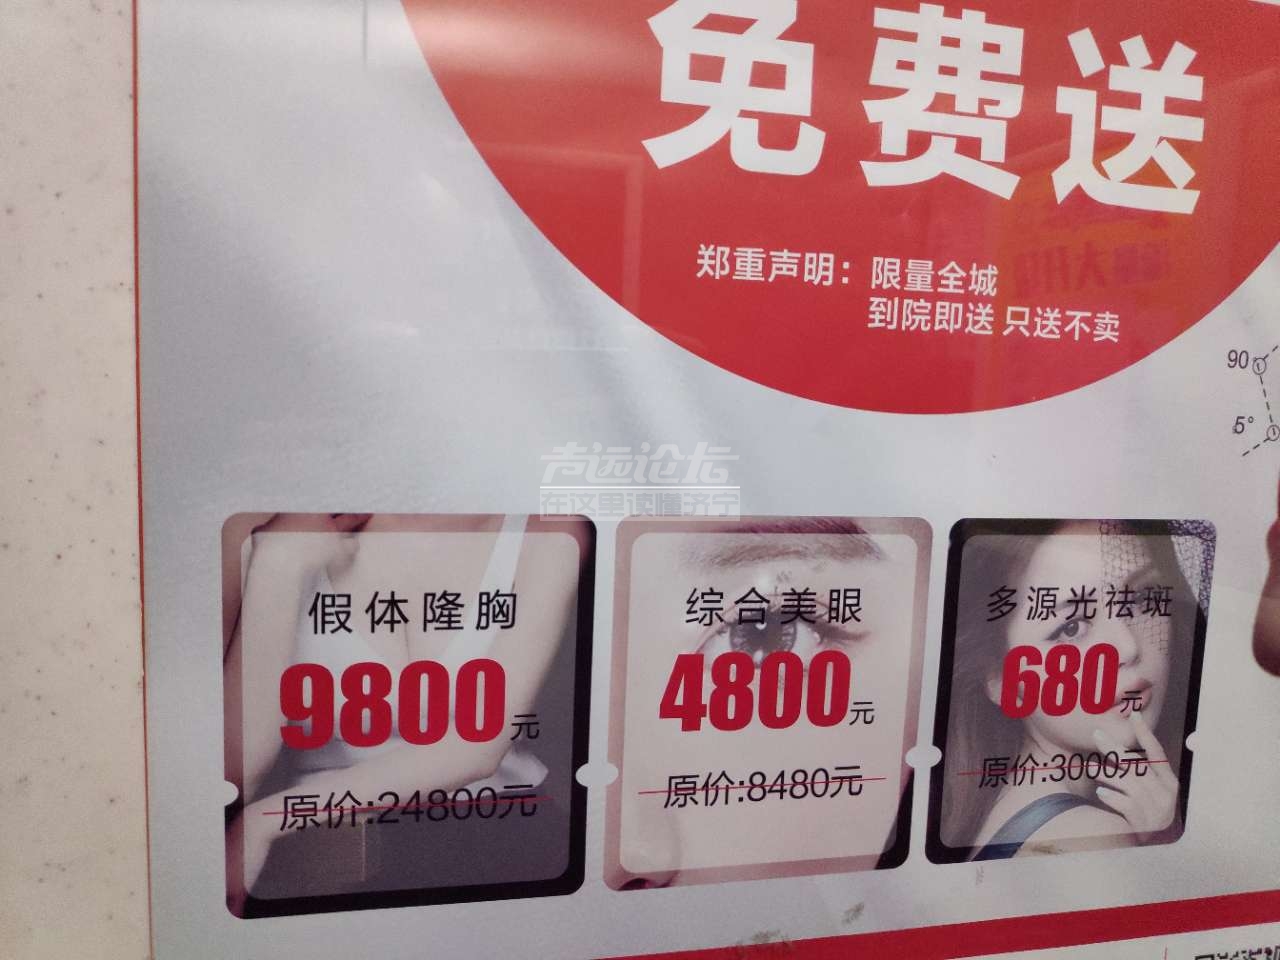 免费送
郑重声明：限量全城
到院即送 只送不卖
90
5°
声远论坛
在这里读懂济宁
假体隆胸
9800元
原价:24800元
综合美眼
4800元
原价:8480元
多源光祛斑
680元
原价:3000元